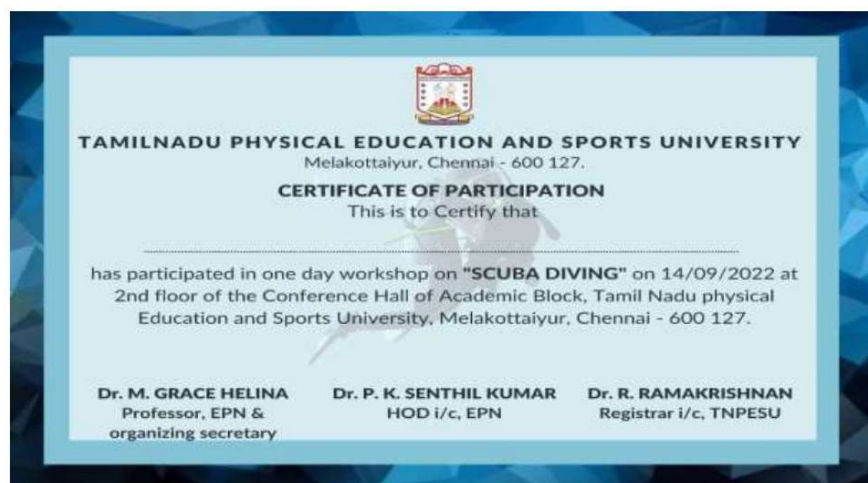 TAMILNADU PHYSICAL EDUCATION AND SPORTS UNIVERSITY
Melakottaiyur, Chennai - 600 127.
CERTIFICATE OF PARTICIPATION
This is to Certify that
has participated in one day workshop on "SCUBA DIVING" on 14/09/2022 at
2nd floor of the Conference Hall of Academic Block, Tamil Nadu physical
Education and Sports University, Melakottaiyur, Chennai - 600 127.
Dr. M. GRACE HELINA
Professor, EPN &
organizing secretary
Dr. P. K. SENTHIL KUMAR
HOD i/c, EPN
Dr. R. RAMAKRISHNAN
Registrar i/c, TNPESU